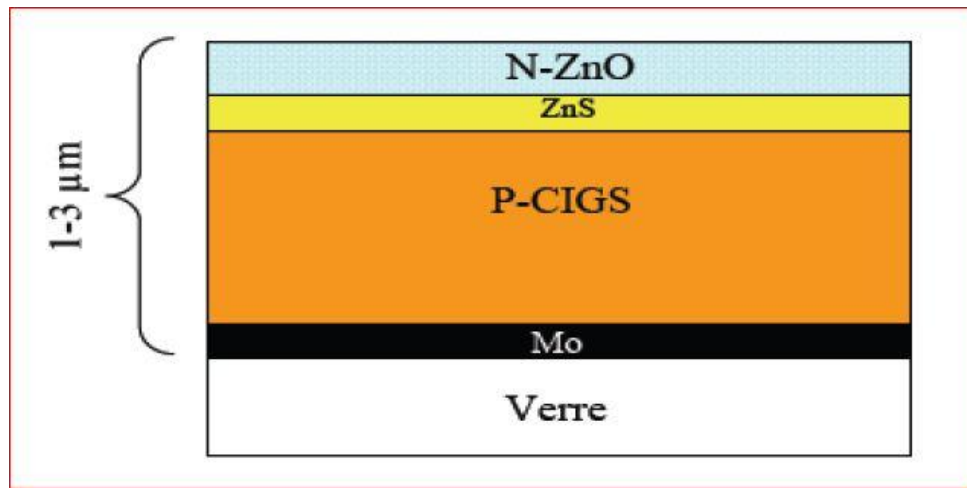 N-ZnO
ZnS
P-CIGS
1-3 μm
Mo
Verre